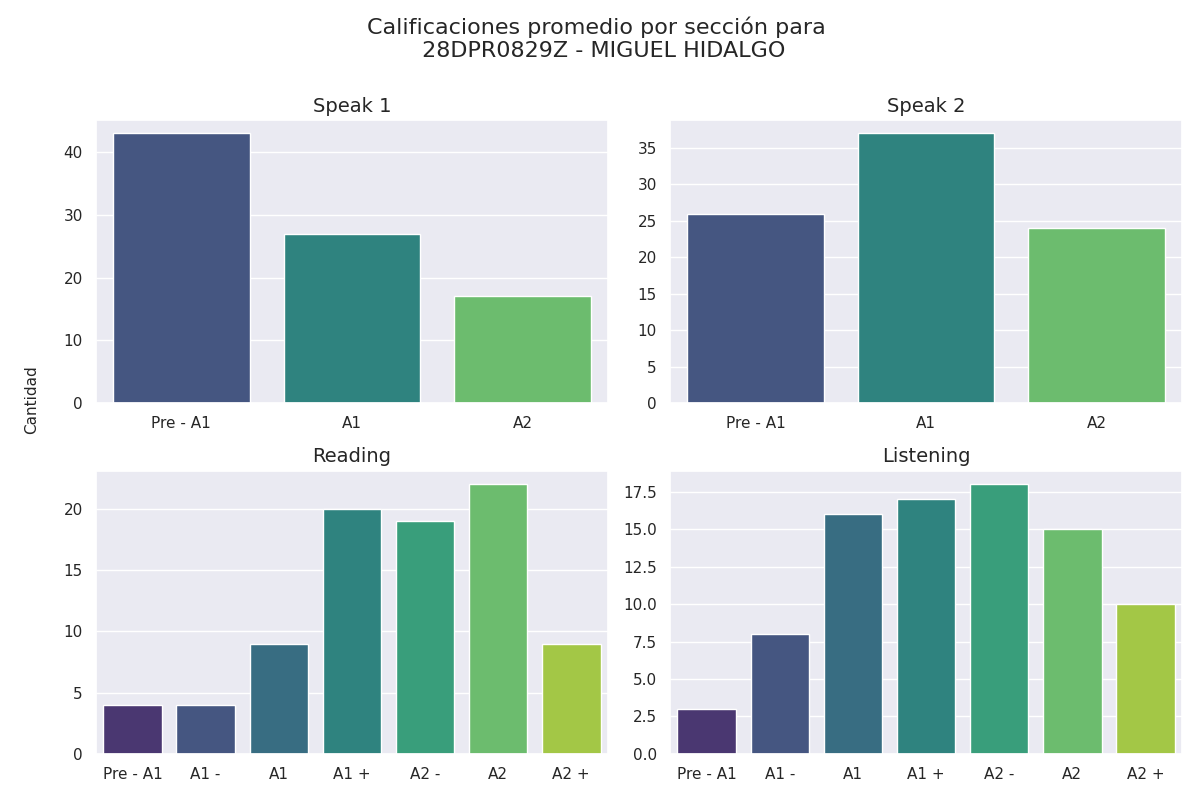 Calificaciones promedio por sección para
28DPR0829Z - MIGUEL HIDALGO
Speak 1
40
30
20
10
0
Pre - A1 A1 A2
Speak 2
35
30
25
20
15
10
5
0
Pre - A1 A1 A2
Cantidad
Reading
20
15
10
5
0
Pre - A1 A1 - A1 A1 + A2 - A2 A2 +
Listening
17.5
15.0
12.5
10.0
7.5
5.0
2.5
0.0
Pre - A1 A1 - A1 A1 + A2 - A2 A2 +